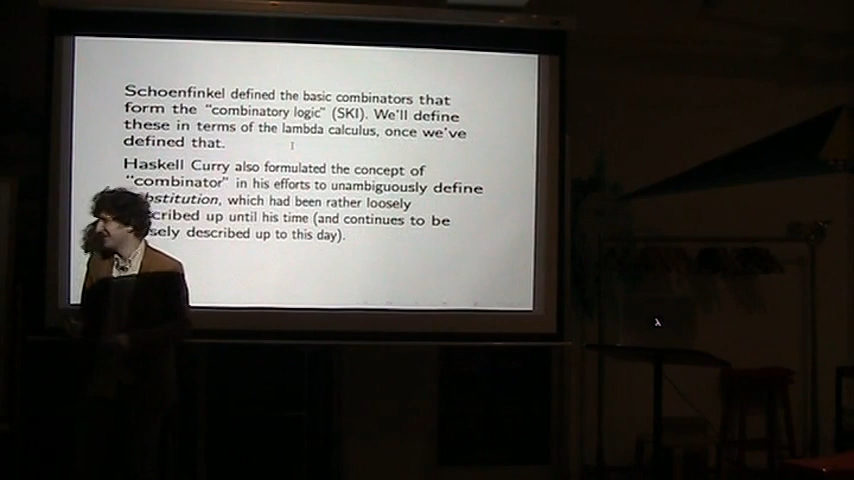 Schoenfinkel defined the basic combinators that
form the "combinatory logic" (SKI). We'll define
these in terms of the lambda calculus, once we've
defined that.
Haskell Curry also formulated the concept of
"combinator" in his efforts to unambiguously define
bstitution, which had been rather loosely
cribed up until his time (and continues to be
sely described up to this day).
λ